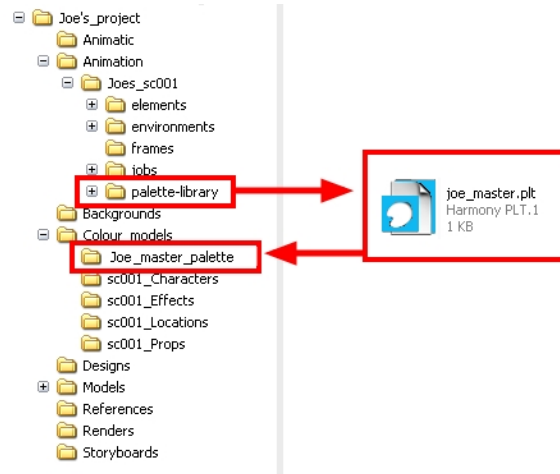 Joe's_project
Animatic
Animation
Joes_sc001
elements
environments
frames
jobs
palette-library
Backgrounds
Colour_models
Joe_master_palette
sc001_Characters
sc001_Effects
sc001_Locations
sc001_Props
Designs
Models
References
Renders
Storyboards
joe_master.plt
Harmony PLT.1
1 KB